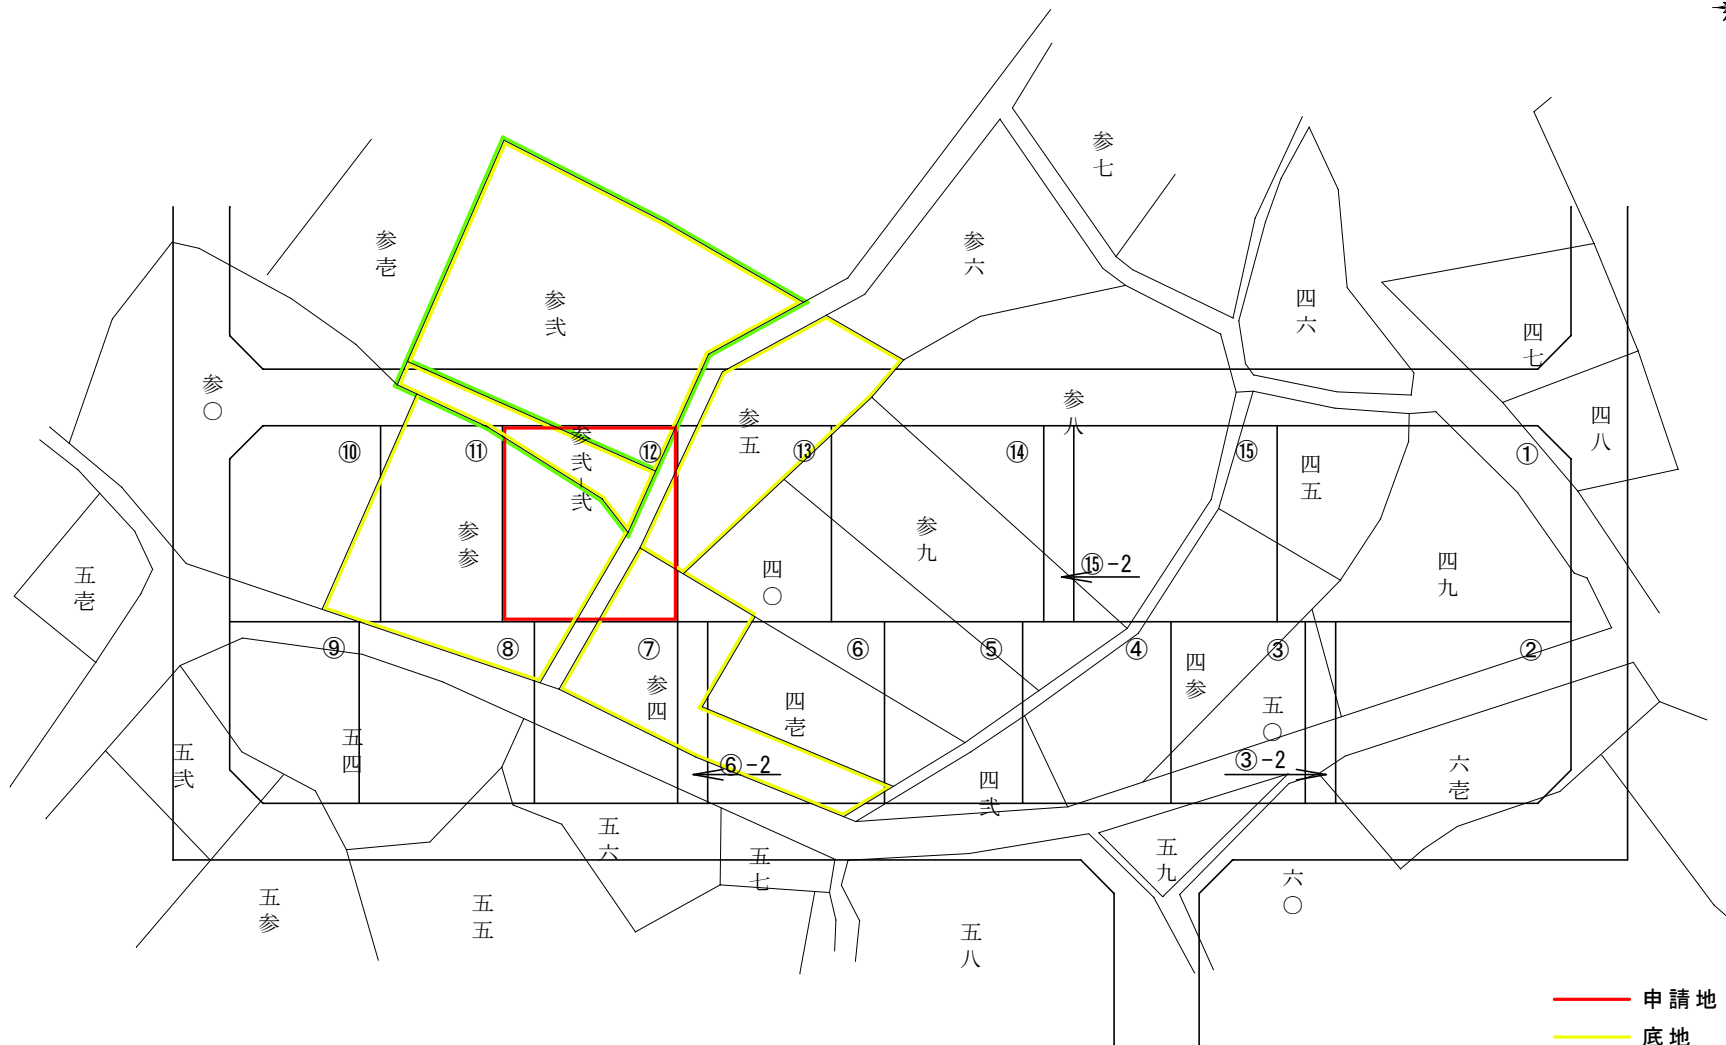 参七
参壱
参六
参弐
四六
四七
参〇
参五
参八
四八
⑩
⑪
参弐-弐
⑫
⑬
⑭
⑮
四五
①
参参
参九
四〇
⑮-2
四九
五壱
⑨
⑧
⑦
⑥
⑤
④
③
②
参四
四壱
四参
五〇
五弐
五四
⑥-2
四弐
③-2
六壱
五六
五七
五九
五参
五五
五八
六〇
申請地
底地